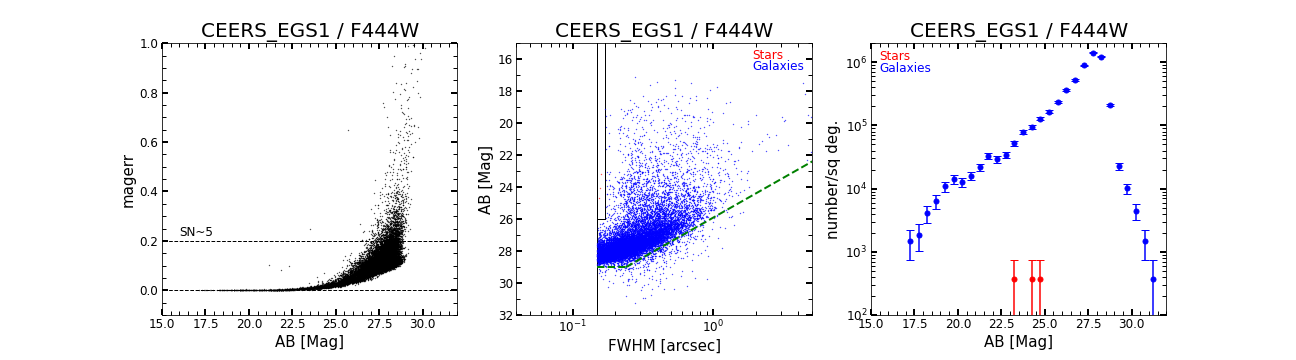 CEERS_EGS1 / F444W
magerr
1.0
0.8
0.6
0.4
0.2
0.0
SN~5
15.0 17.5 20.0 22.5 25.0 27.5 30.0
AB [Mag]
CEERS_EGS1 / F444W
Stars
Galaxies
AB [Mag]
16
18
20
22
24
26
28
30
32
10⁻¹ 10⁰
FWHM [arcsec]
CEERS_EGS1 / F444W
Stars
Galaxies
number/sq deg.
10⁶
10⁵
10⁴
10³
10²
15.0 17.5 20.0 22.5 25.0 27.5 30.0
AB [Mag]